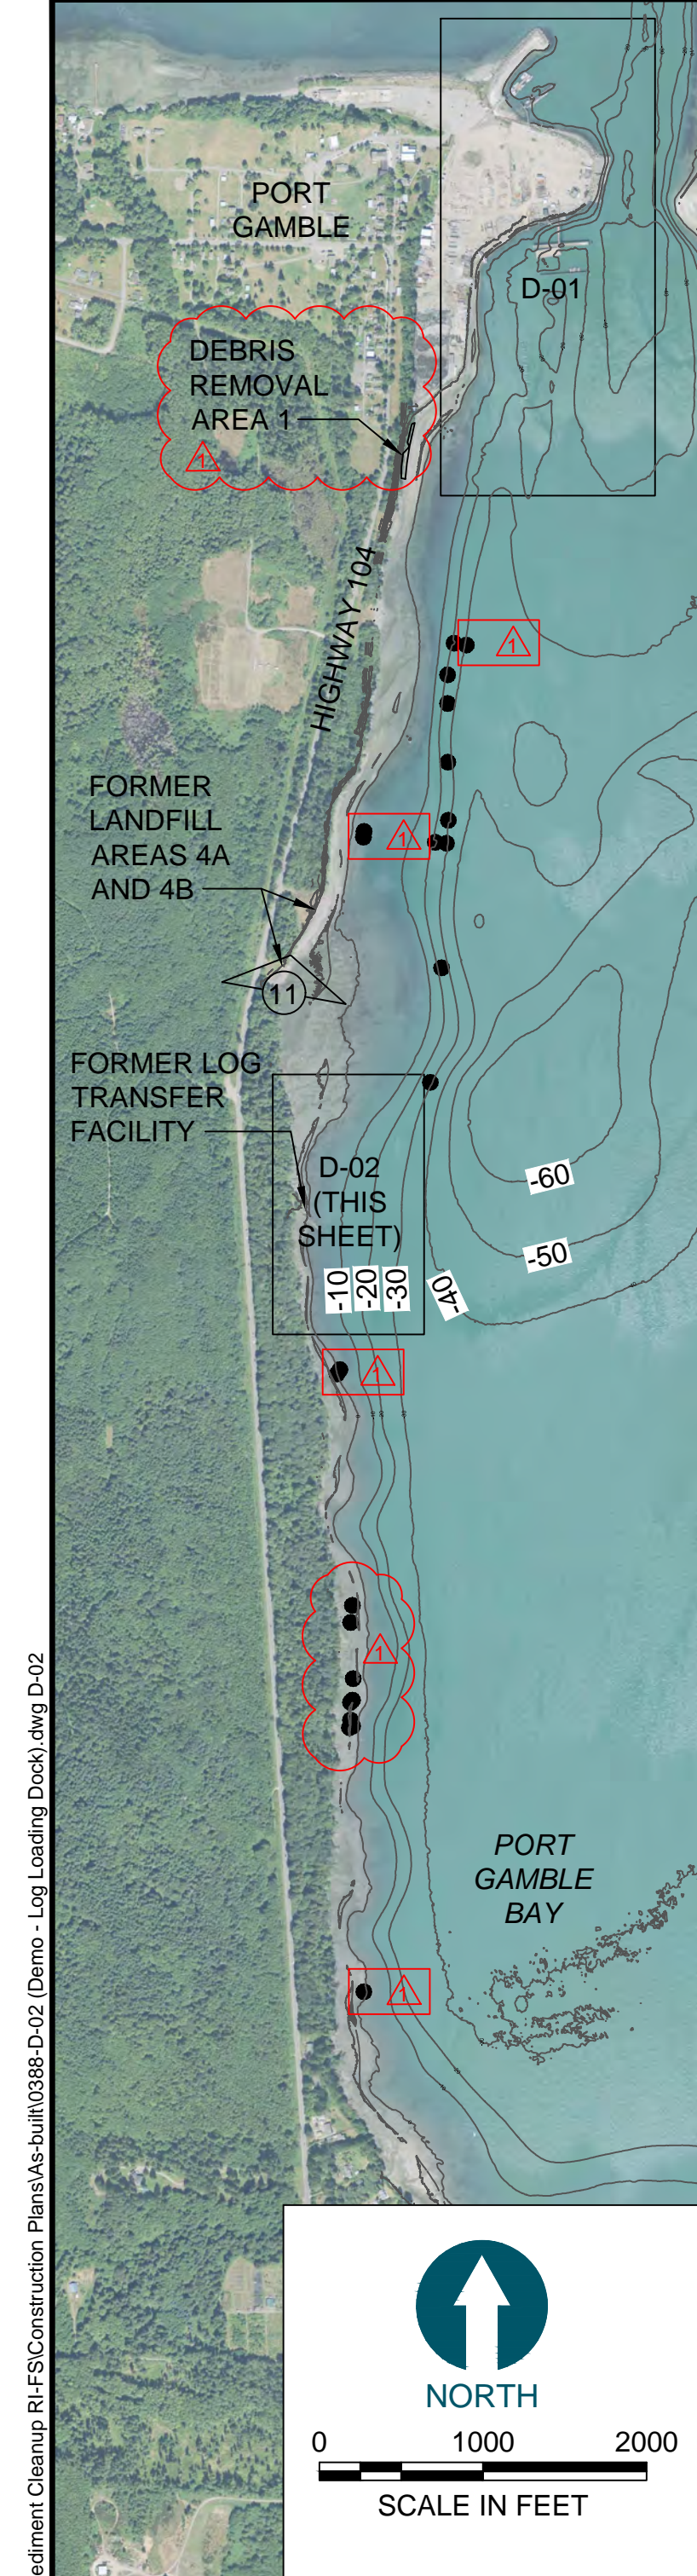 PORT
GAMBLE
D-01
DEBRIS
REMOVAL
AREA 1
1
HIGHWAY 104
1
FORMER
LANDFILL
AREAS 4A
AND 4B
1
11
FORMER LOG
TRANSFER
FACILITY
D-02
(THIS
SHEET)
-60
-50
-10
-20
-30
-40
1
1
PORT
GAMBLE
BAY
1
NORTH
0 1000 2000
SCALE IN FEET
ediment Cleanup RI-FS\Construction Plans\As-built\0388-D-02 (Demo - Log Loading Dock).dwg D-02